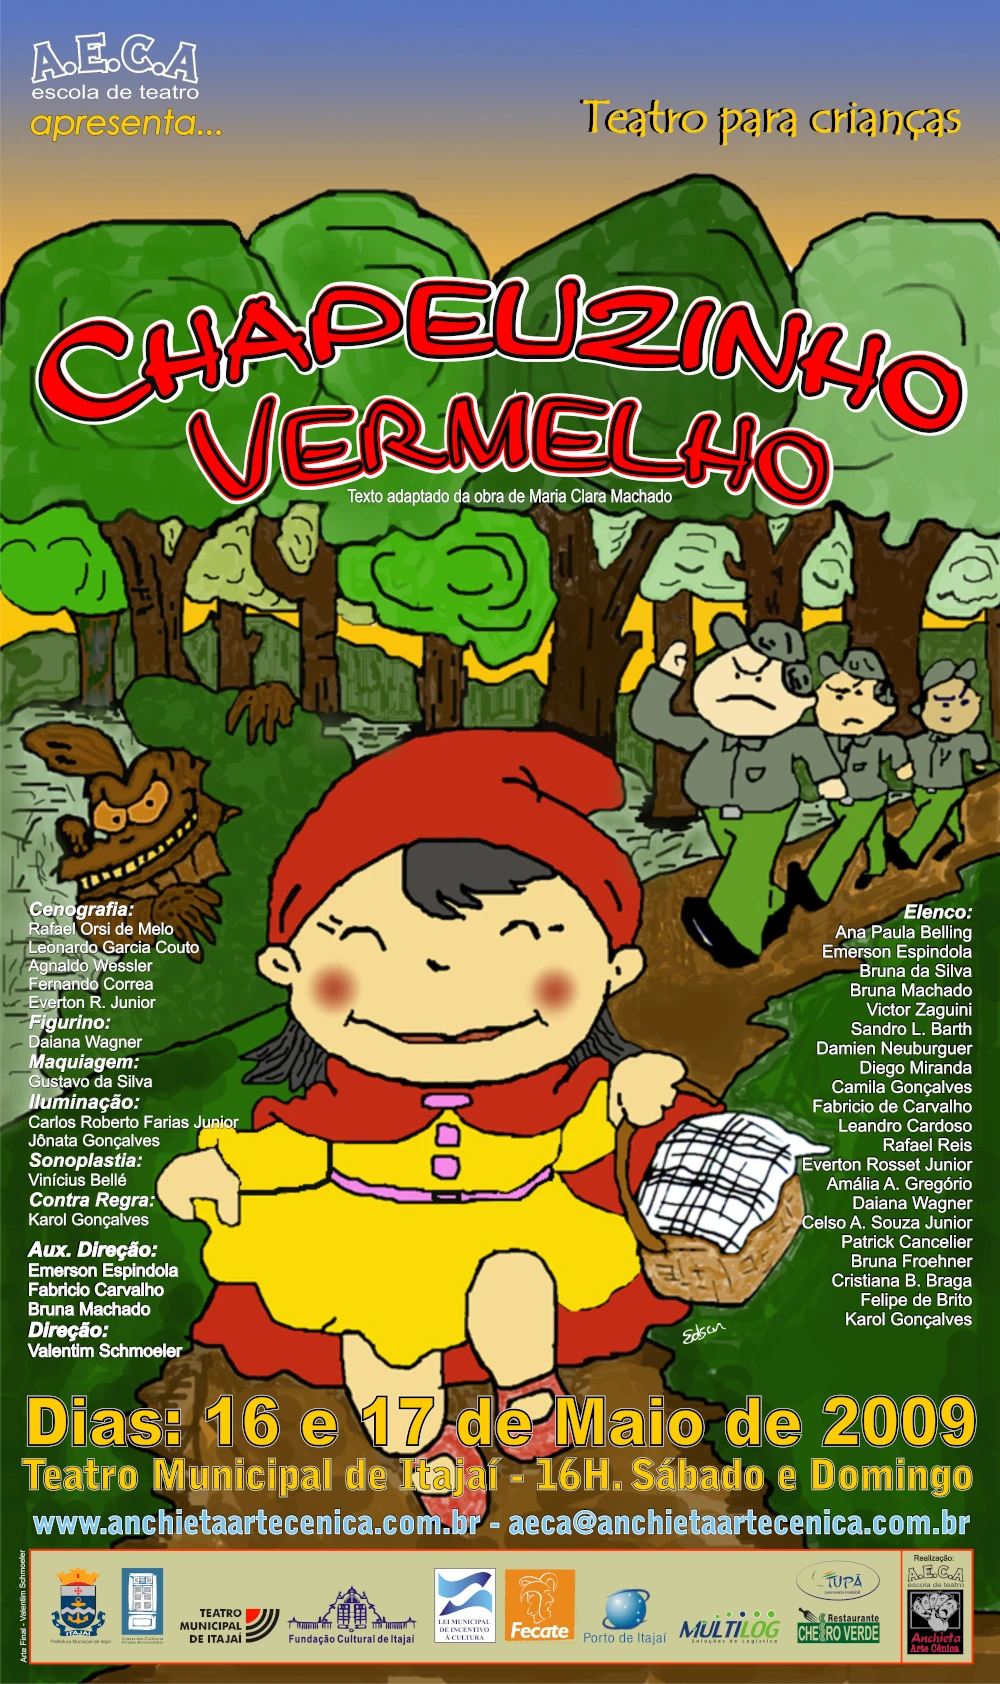 A.E.C.A
escola de teatro
apresenta...
Teatro para crianças
CHAPEUZINHO
VERMELHO
Texto adaptado da obra de Maria Clara Machado
Cenografia:
Rafael Orsi de Melo
Leonardo Garcia Couto
Agnaldo Wessler
Fernando Correa
Everton R. Junior
Figurino:
Daiana Wagner
Maquiagem:
Gustavo da Silva
Iluminação:
Carlos Roberto Farias Junior
Jônata Gonçalves
Sonoplastia:
Vinícius Bellé
Contra Regra:
Karol Gonçalves
Aux. Direção:
Emerson Espindola
Fabricio Carvalho
Bruna Machado
Direção:
Valentim Schmoeler
Elenco:
Ana Paula Belling
Emerson Espindola
Bruna da Silva
Bruna Machado
Victor Zaguini
Sandro L. Barth
Damien Neuburguer
Diego Miranda
Camila Gonçalves
Fabricio de Carvalho
Leandro Cardoso
Rafael Reis
Everton Rosset Junior
Amália A. Gregório
Daiana Wagner
Celso A. Souza Junior
Patrick Cancelier
Bruna Froehner
Cristiana B. Braga
Felipe de Brito
Karol Gonçalves
Edson
Dias: 16 e 17 de Maio de 2009
Teatro Municipal de Itajaí - 16H. Sábado e Domingo
www.anchietaartecenica.com.br - aeca@anchietaartecenica.com.br
Arte Final - Valentim Schmoeler
ITAJAÍ
Prefeitura Municipal de Itajaí
TEATRO
MUNICIPAL
DE ITAJAÍ
Fundação Cultural de Itajaí
LEI MUNICIPAL
DE INCENTIVO
À CULTURA
Fecate
Porto de Itajaí
MULTILOG
Soluções de Logística
TUPÃ
Restaurante
CHEIRO VERDE
Realização:
A.E.C.A
escola de teatro
Anchieta
Arte Cênica